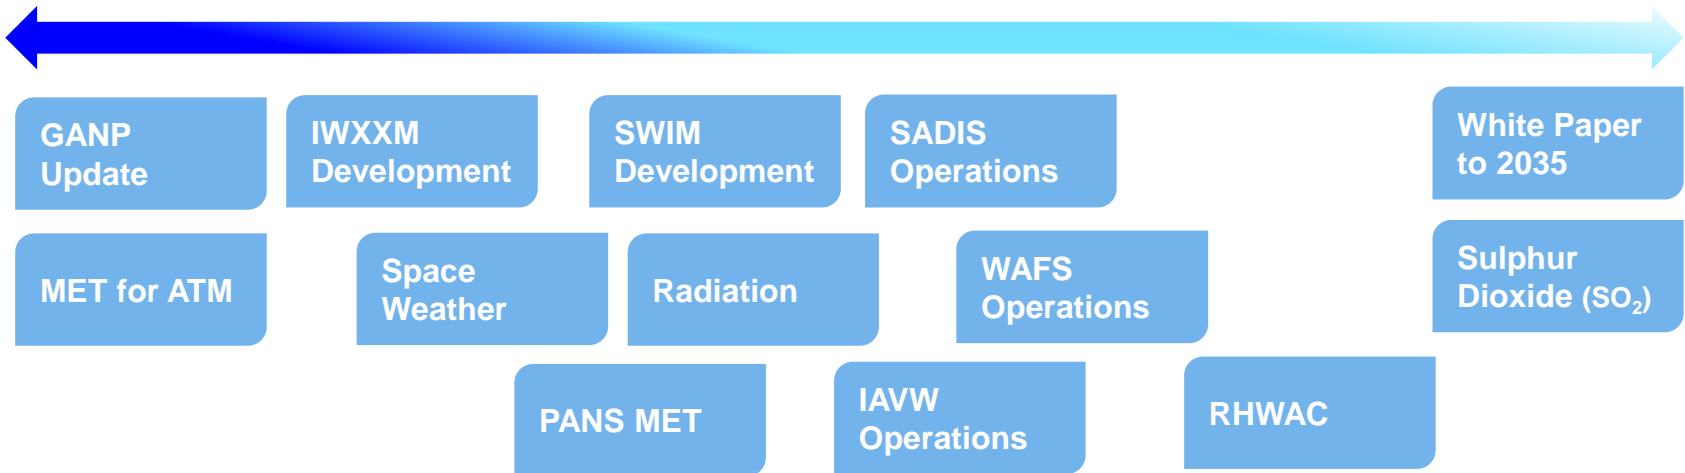 GANP
Update
IWXXM
Development
SWIM
Development
SADIS
Operations
White Paper
to 2035
MET for ATM
Space
Weather
Radiation
WAFS
Operations
Sulphur
Dioxide (SO₂)
PANS MET
IAVW
Operations
RHWAC